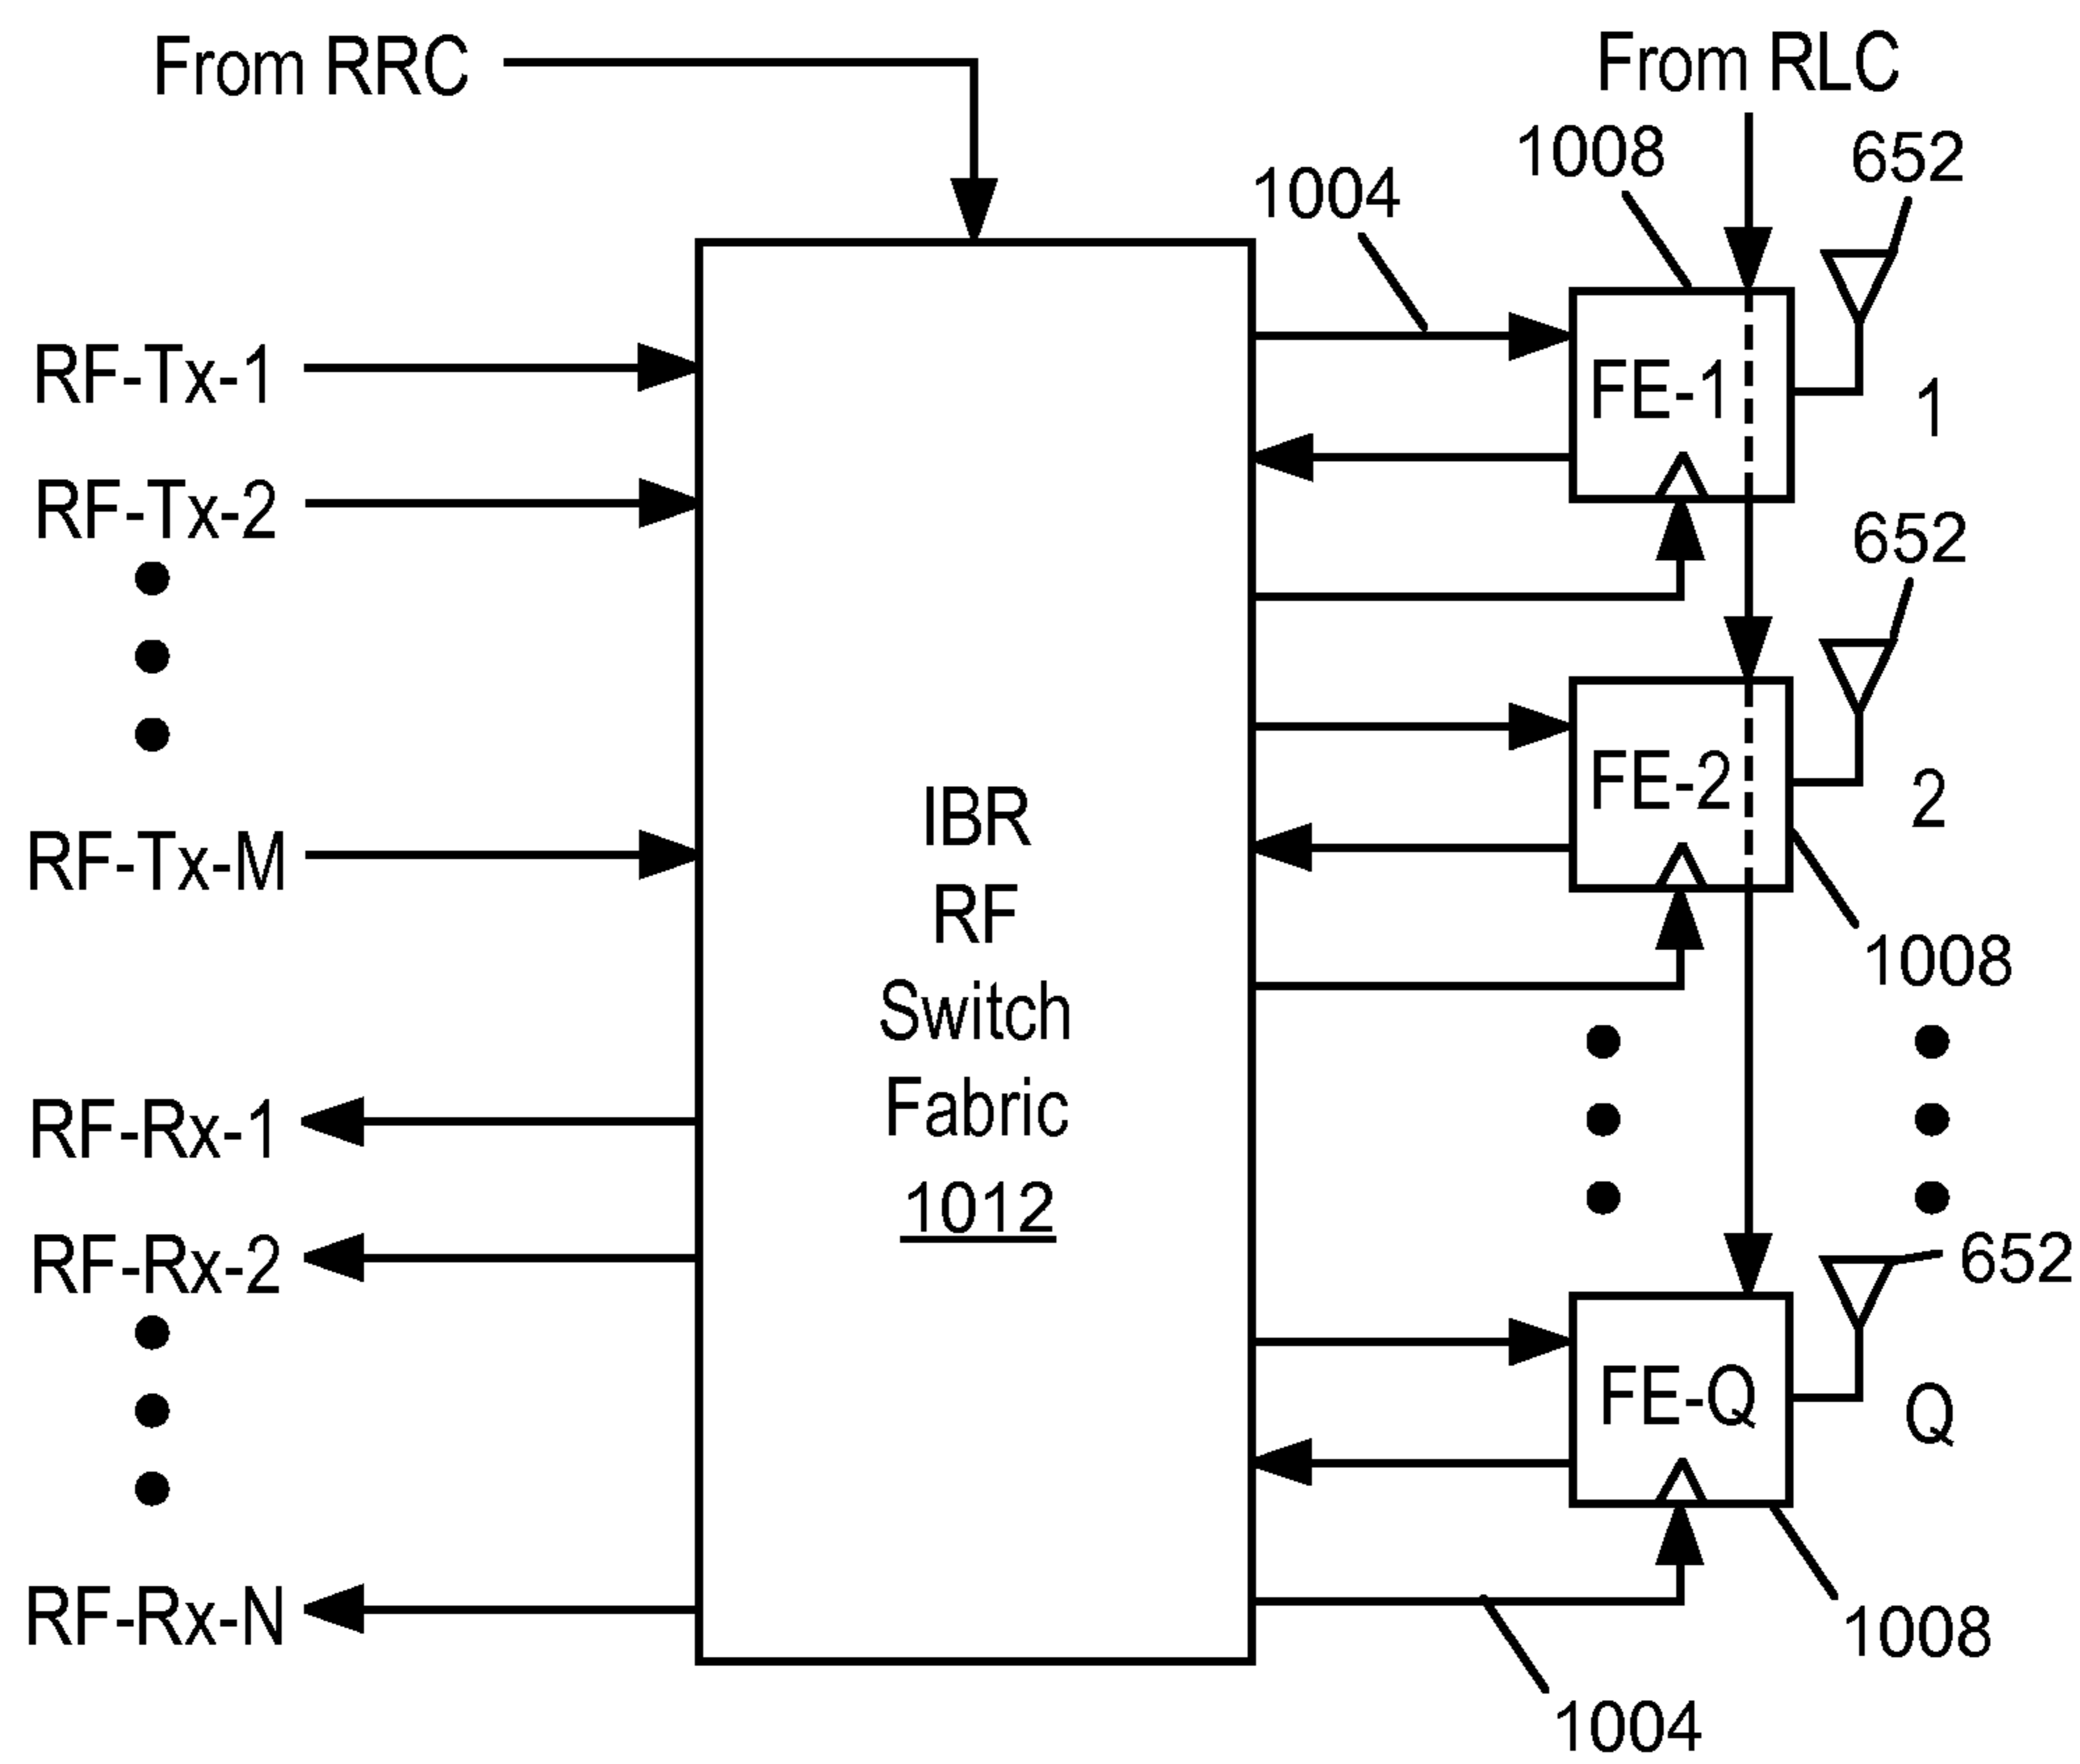 From RRC
From RLC
1008
652
1004
RF-Tx-1
FE-1
1
RF-Tx-2
652
FE-2
2
RF-Tx-M
IBR
RF
Switch
Fabric
1012
1008
RF-Rx-1
RF-Rx-2
652
FE-Q
Q
RF-Rx-N
1008
1004